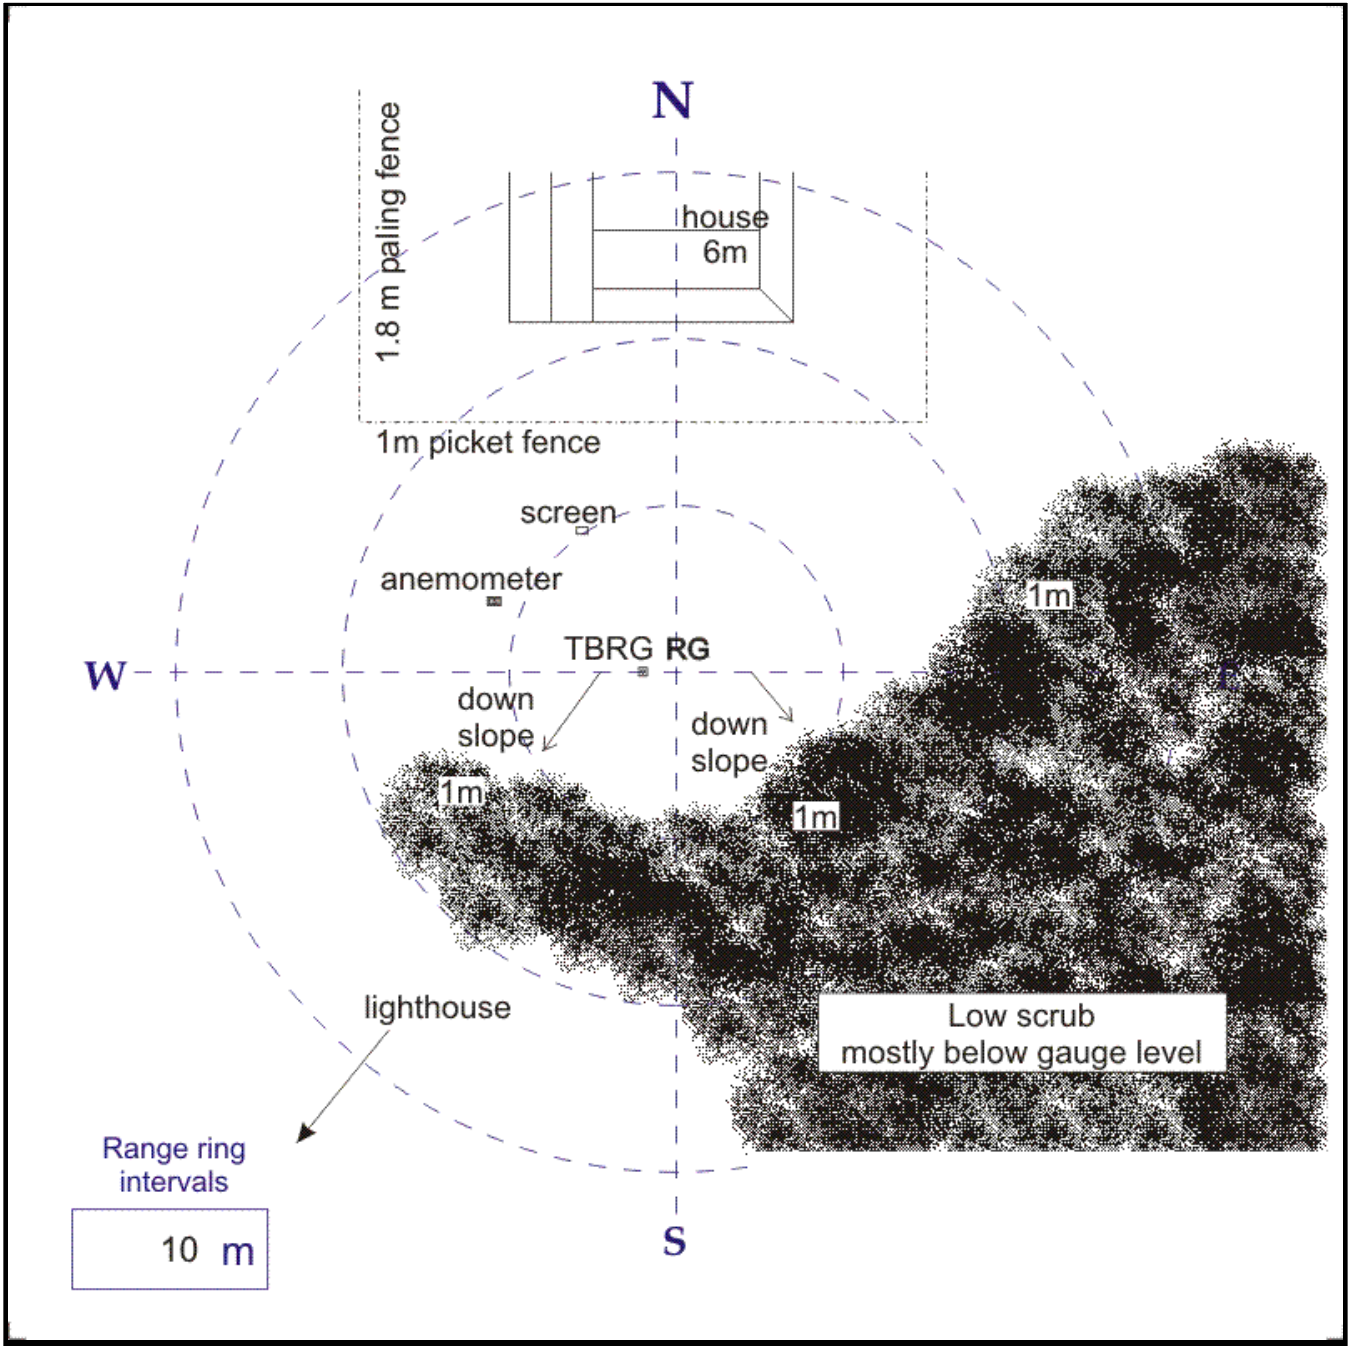 N
1.8 m paling fence
house
6m
1m picket fence
screen
anemometer
1m
TBRG RG
W
E
down
slope
down
slope
1m
1m
lighthouse
Low scrub
mostly below gauge level
Range ring
intervals
10 m
S